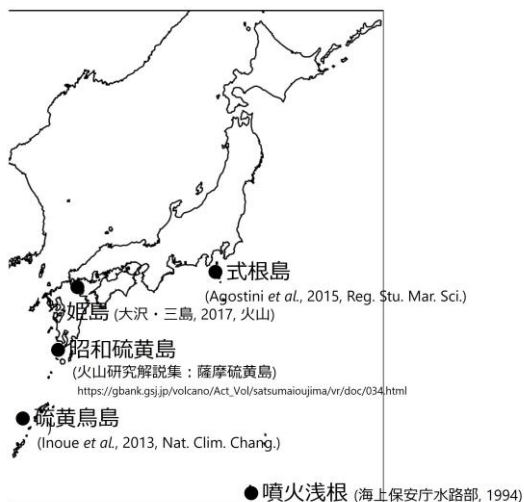 式根島
(Agostini et al., 2015, Reg. Stu. Mar. Sci.)
姫島 (大沢・三島, 2017, 火山)
昭和硫黄島
(火山研究解説集：薩摩硫黄島)
https://gbank.gsj.jp/volcano/Act_Vol/satsumaioujima/vr/doc/034.html
硫黄鳥島
(Inoue et al., 2013, Nat. Clim. Chang.)
噴火浅根 (海上保安庁水路部, 1994)